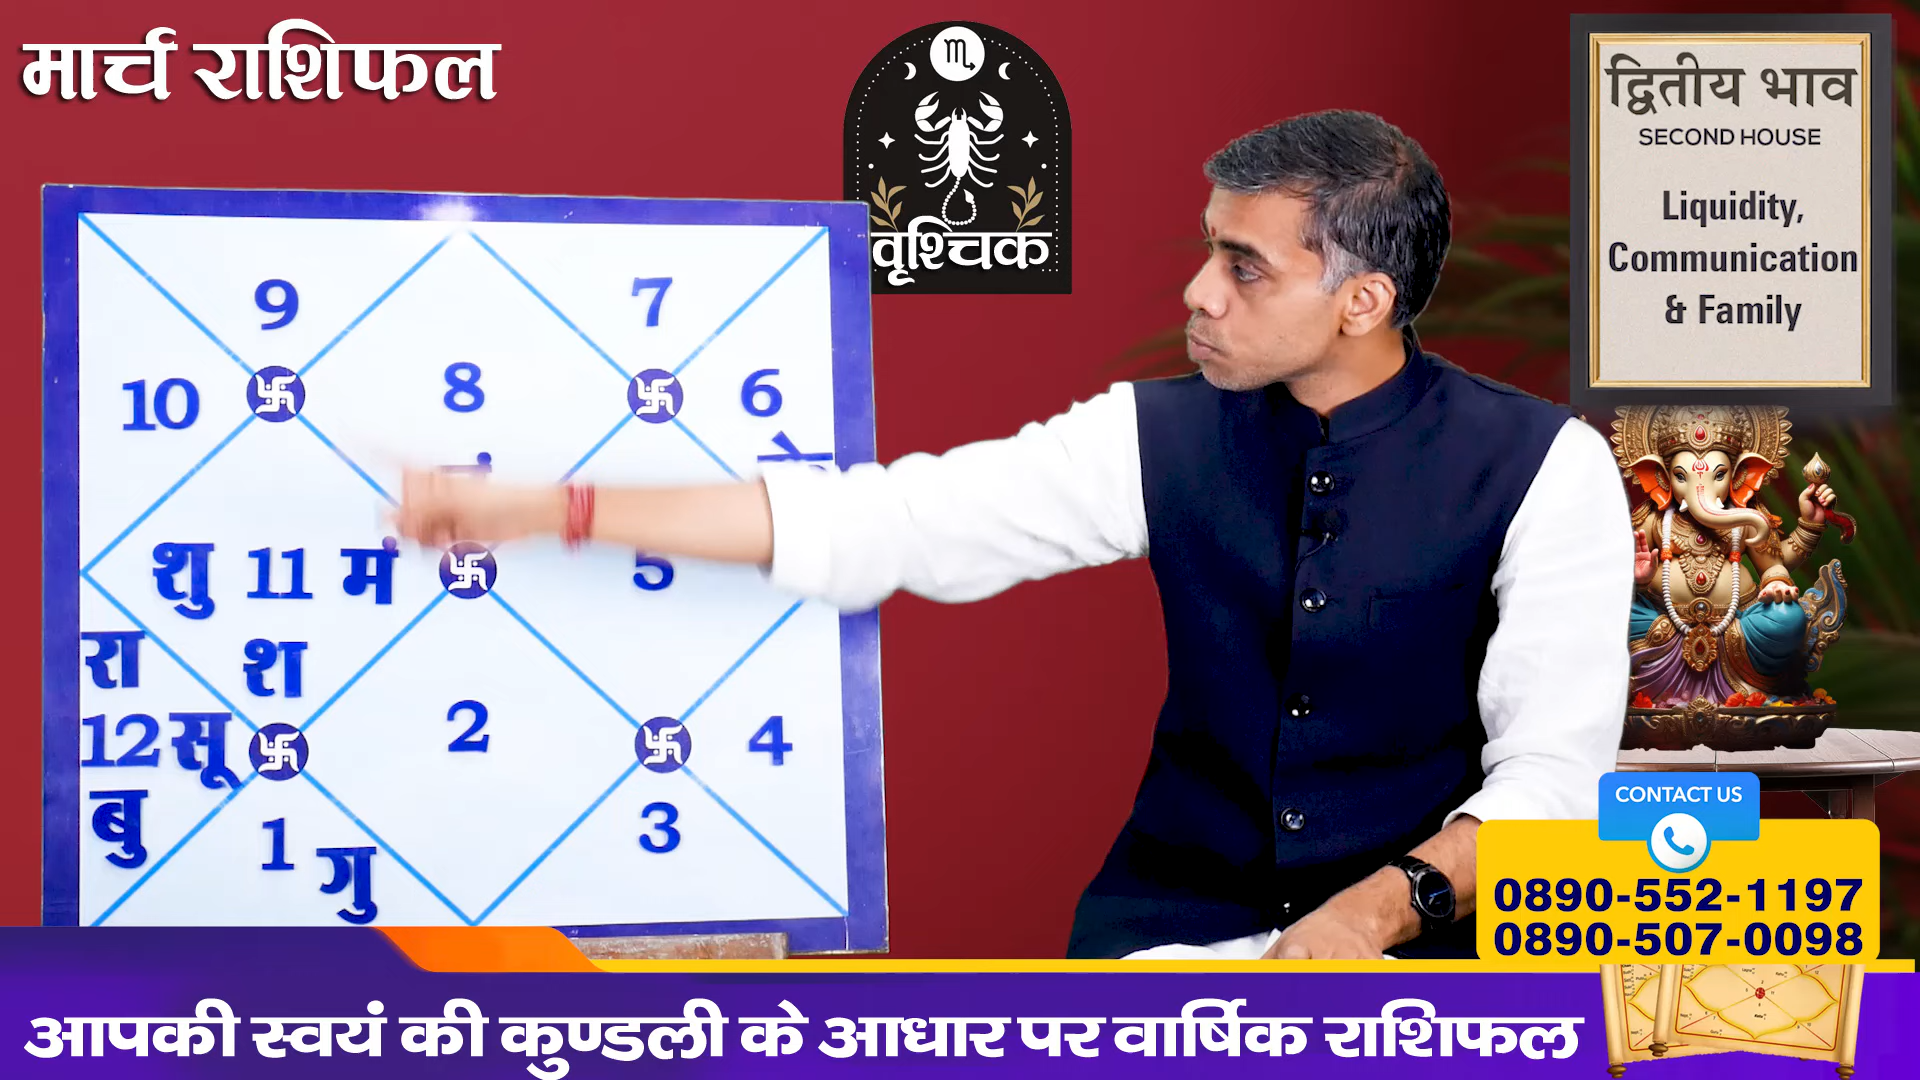 मार्च राशिफल
वृश्चिक
द्वितीय भाव
SECOND HOUSE
Liquidity,
Communication
& Family
9
7
10
8
6
शु 11 मं
5
रा
श
12 सू
2
4
बु
1
3
गु
CONTACT US
0890-552-1197
0890-507-0098
आपकी स्वयं की कुण्डली के आधार पर वार्षिक राशिफल